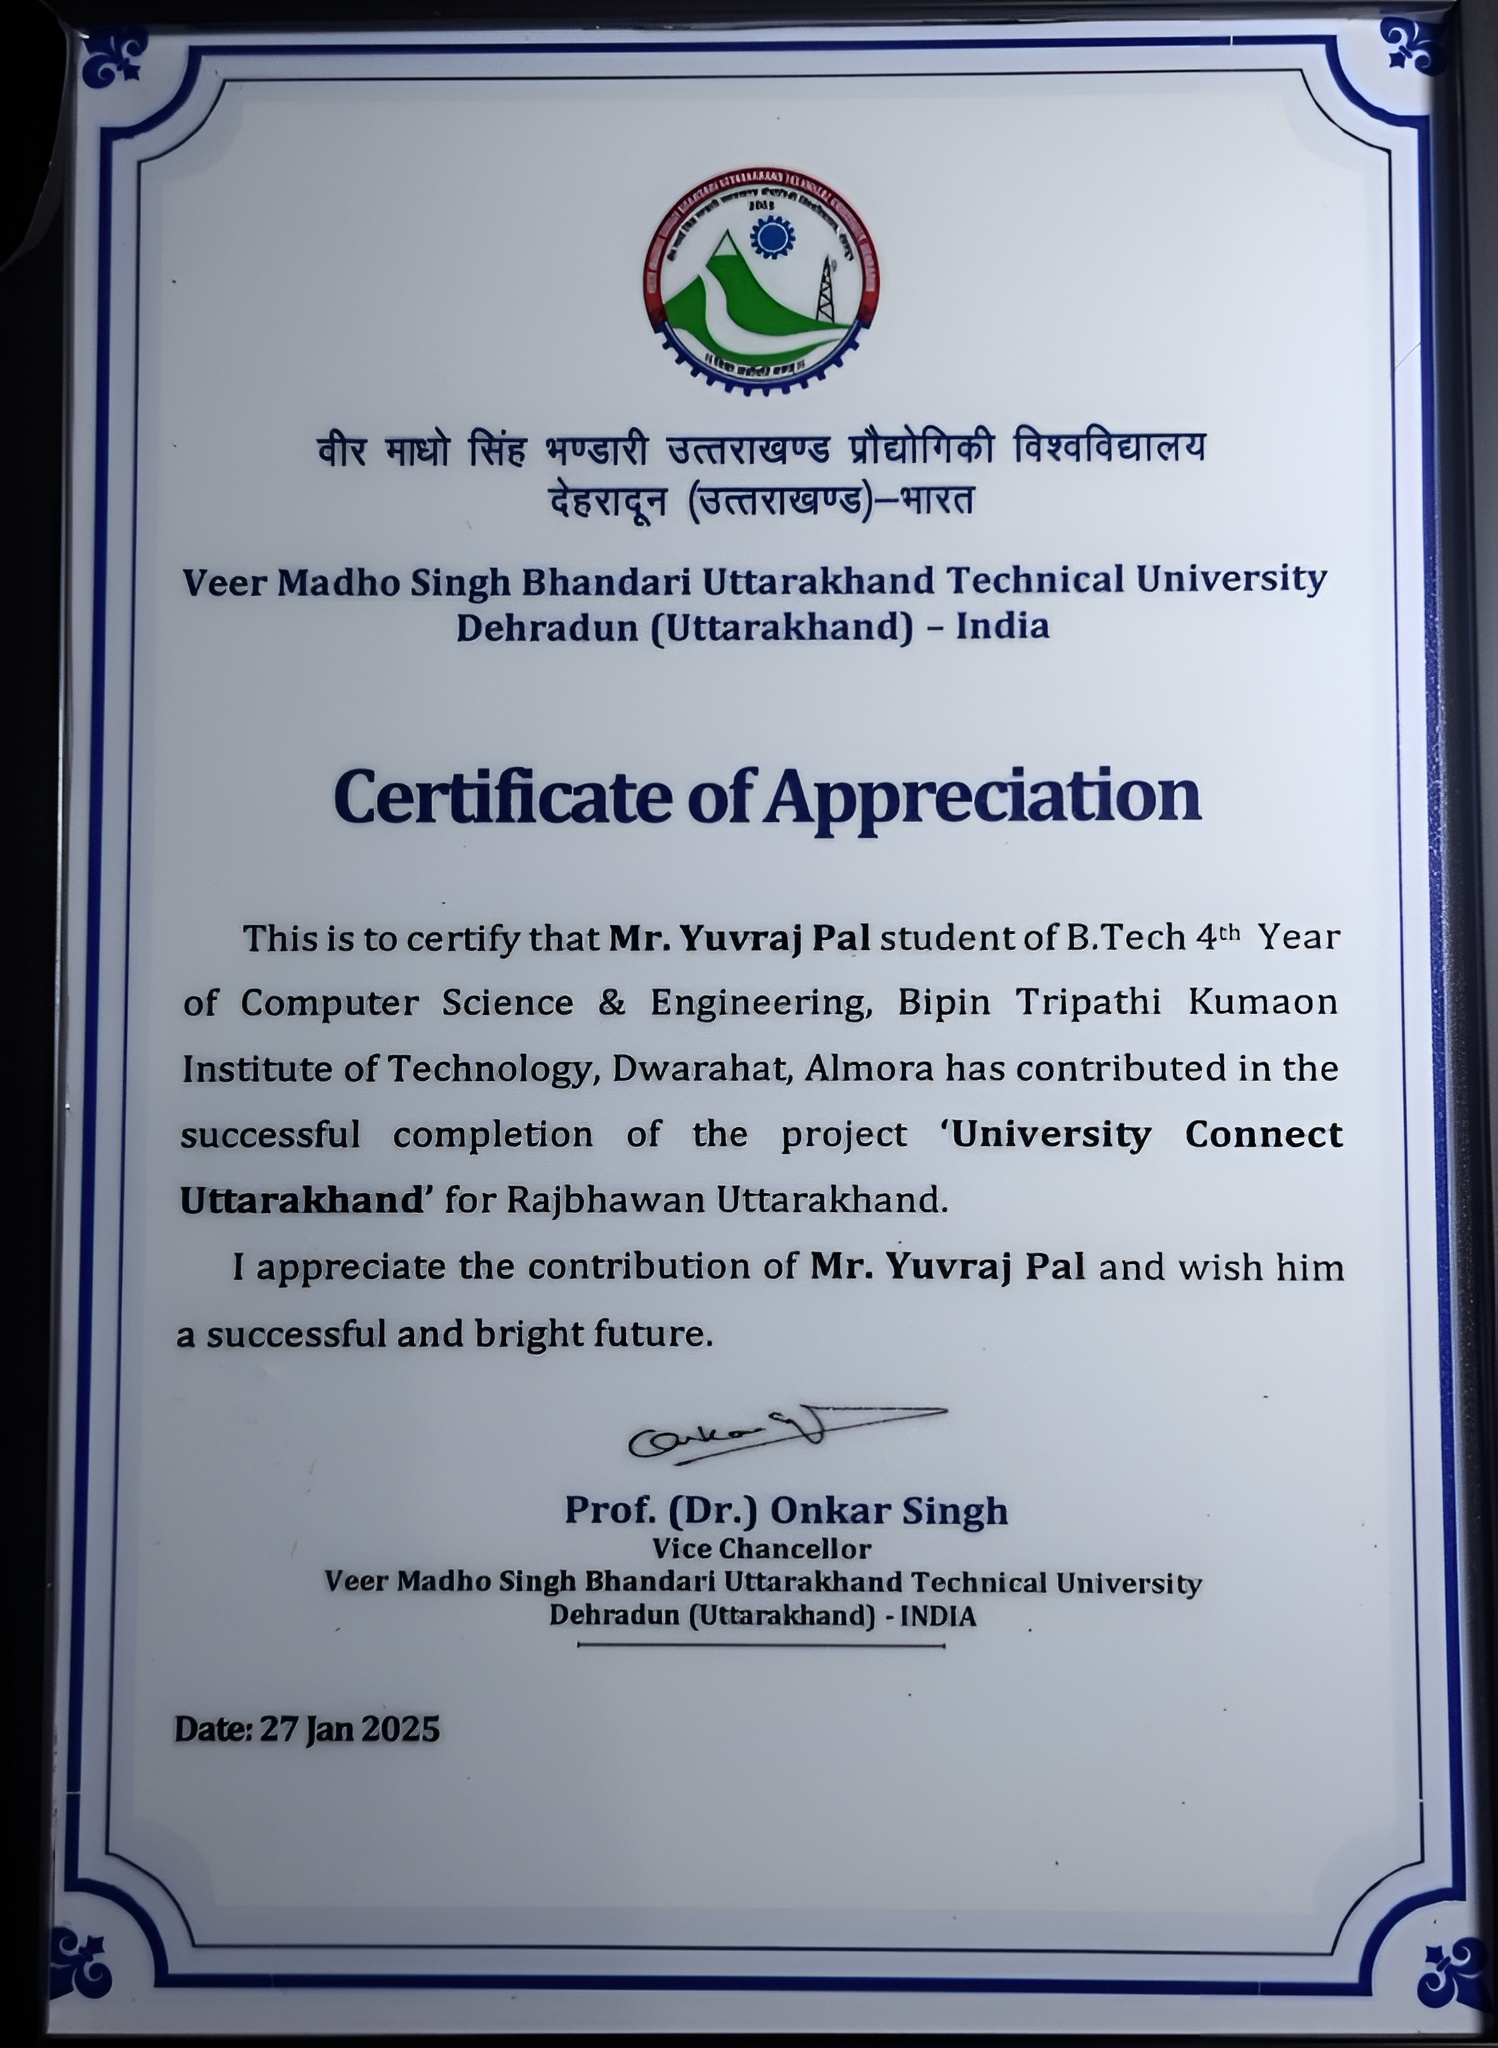 2005
वीर माधो सिंह भण्डारी उत्तराखण्ड प्रौद्योगिकी विश्वविद्यालय
देहरादून (उत्तराखण्ड)–भारत
Veer Madho Singh Bhandari Uttarakhand Technical University
Dehradun (Uttarakhand) – India
Certificate of Appreciation
This is to certify that Mr. Yuvraj Pal student of B.Tech 4th Year
of Computer Science & Engineering, Bipin Tripathi Kumaon
Institute of Technology, Dwarahat, Almora has contributed in the
successful completion of the project ‘University Connect
Uttarakhand’ for Rajbhawan Uttarakhand.
I appreciate the contribution of Mr. Yuvraj Pal and wish him
a successful and bright future.
Prof. (Dr.) Onkar Singh
Vice Chancellor
Veer Madho Singh Bhandari Uttarakhand Technical University
Dehradun (Uttarakhand) - INDIA
Date: 27 Jan 2025